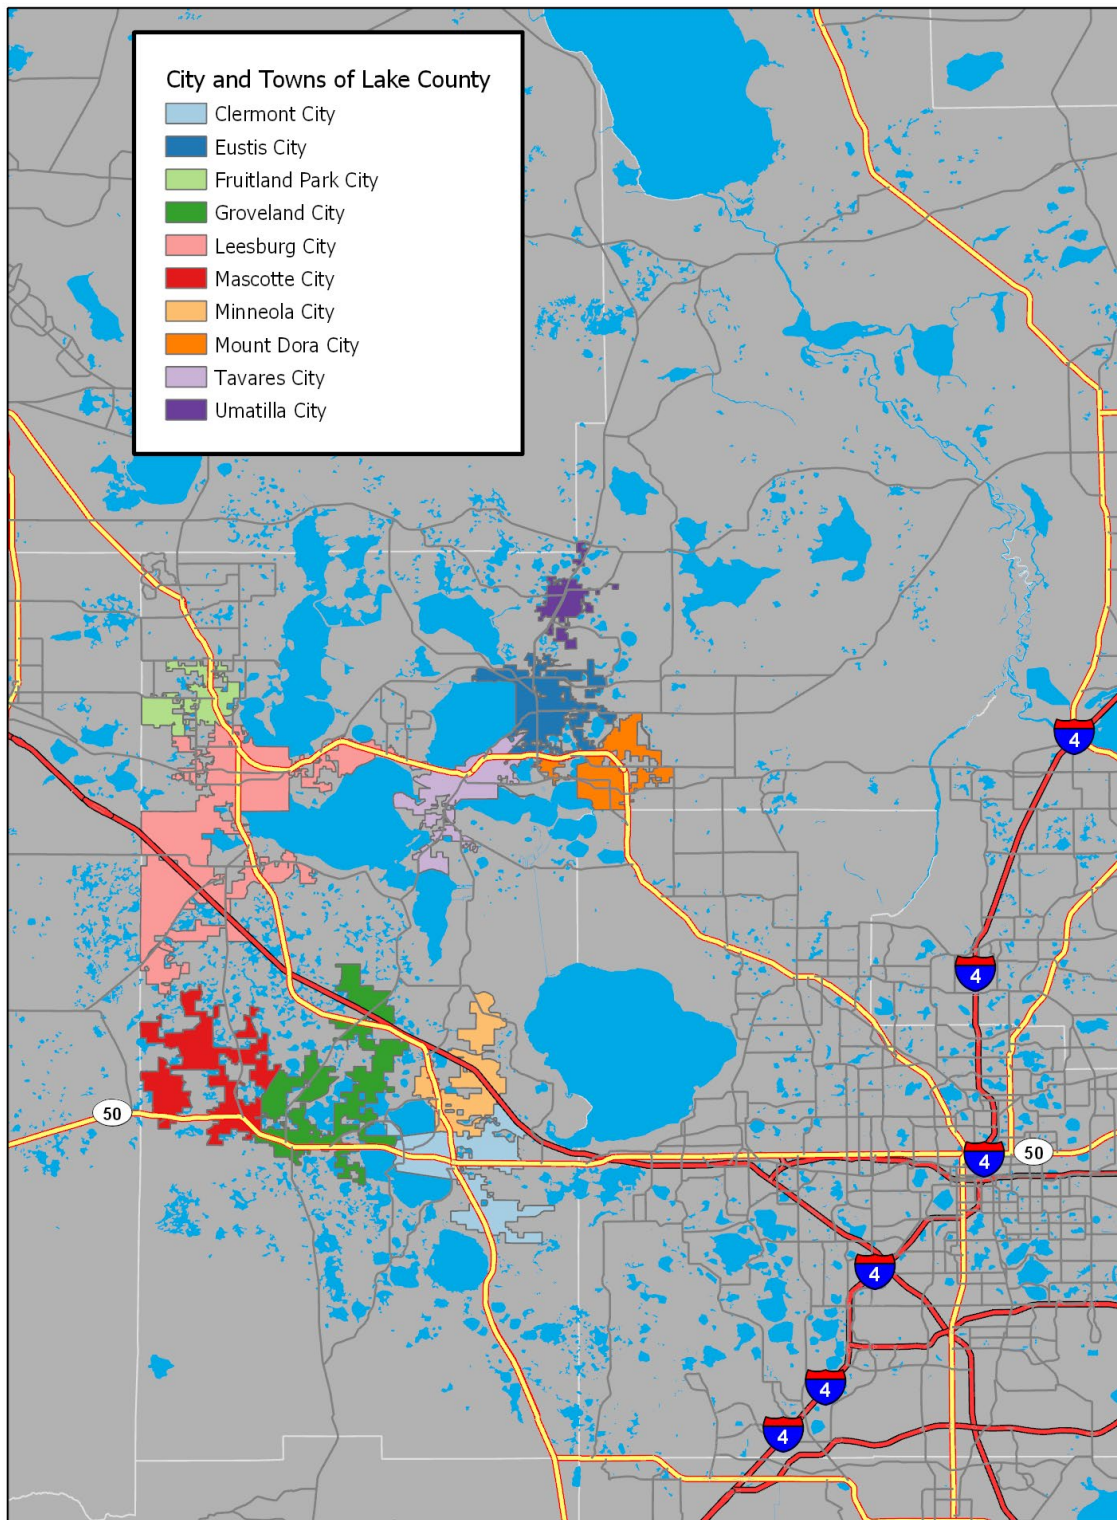 City and Towns of Lake County
Clermont City
Eustis City
Fruitland Park City
Groveland City
Leesburg City
Mascotte City
Minneola City
Mount Dora City
Tavares City
Umatilla City
4
4
50
50
4
4
4
4